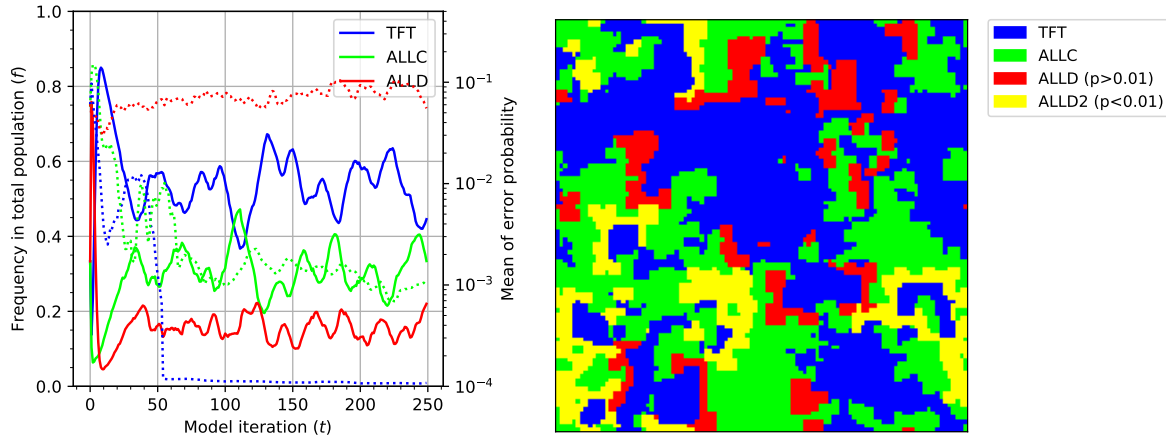 Frequency in total population (f)
1.0
0.8
0.6
0.4
0.2
0.0
0
50
100
150
200
250
Model iteration (t)
TFT
ALLC
ALLD
10⁻¹
10⁻²
10⁻³
10⁻⁴
Mean of error probability
TFT
ALLC
ALLD (p>0.01)
ALLD2 (p<0.01)